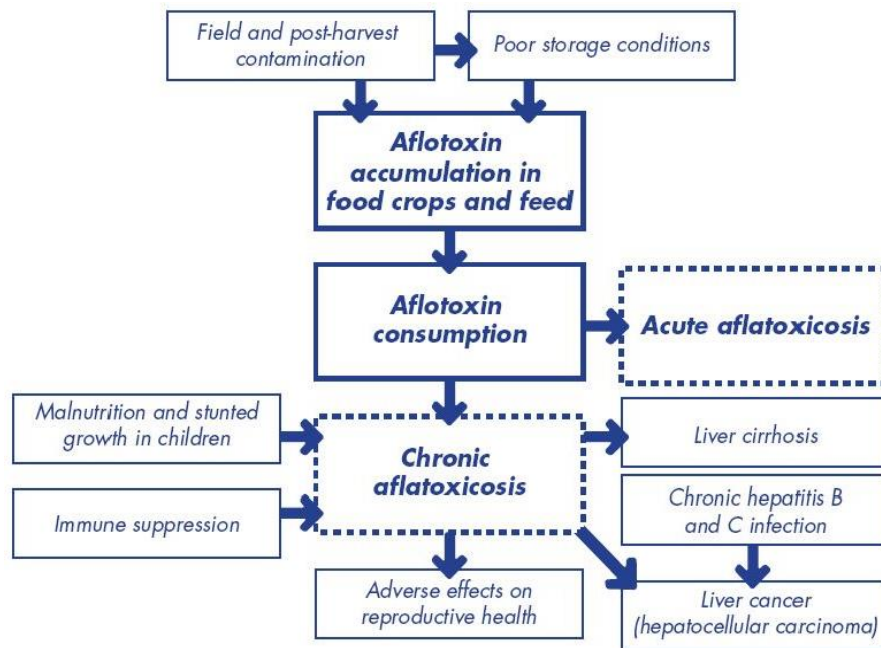 Field and post-harvest
contamination
Poor storage conditions
Aflotoxin
accumulation in
food crops and feed
Aflotoxin
consumption
Acute aflatoxicosis
Malnutrition and stunted
growth in children
Chronic
aflatoxicosis
Liver cirrhosis
Immune suppression
Chronic hepatitis B
and C infection
Adverse effects on
reproductive health
Liver cancer
(hepatocellular carcinoma)